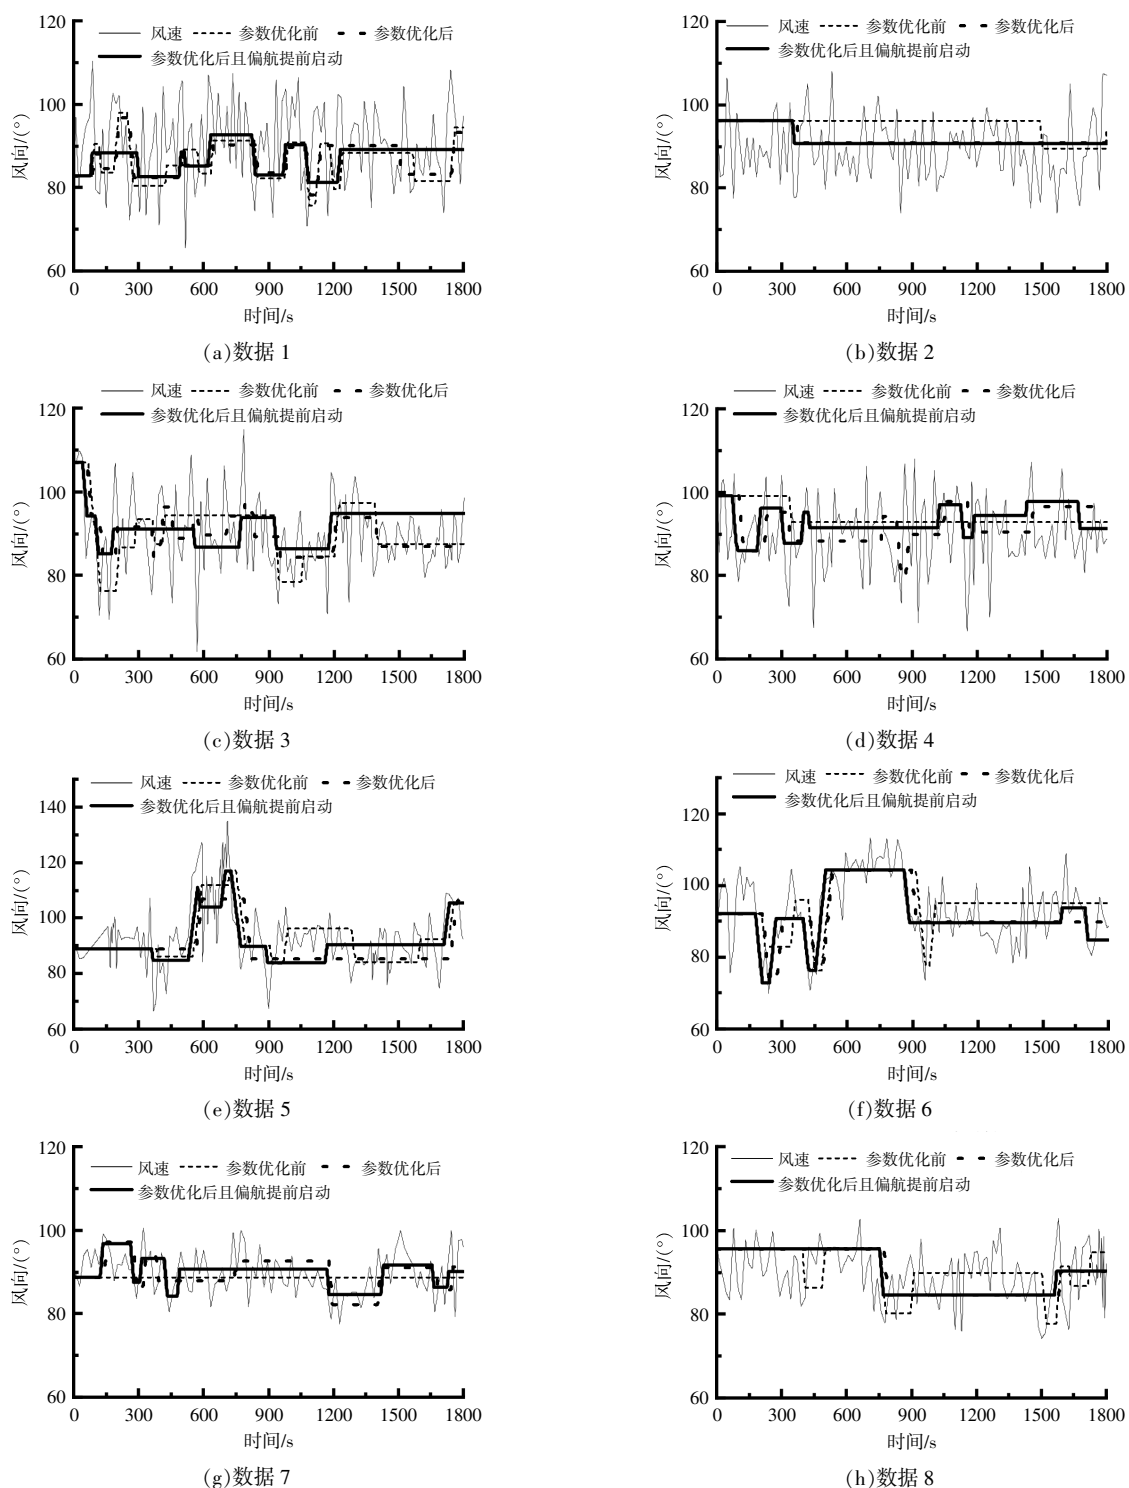 120
100
80
60
风向/(°)
风速 参数优化前 参数优化后
参数优化后且偏航提前启动
0 300 600 900 1200 1500 1800
时间/s
(a)数据 1
120
100
80
60
风向/(°)
风速 参数优化前 参数优化后
参数优化后且偏航提前启动
0 300 600 900 1200 1500 1800
时间/s
(b)数据 2
风速 参数优化前 参数优化后
参数优化后且偏航提前启动
120
100
80
60
风向/(°)
0 300 600 900 1200 1500 1800
时间/s
(c)数据 3
风速 参数优化前 参数优化后
参数优化后且偏航提前启动
120
100
80
60
风向/(°)
0 300 600 900 1200 1500 1800
时间/s
(d)数据 4
风速 参数优化前 参数优化后
参数优化后且偏航提前启动
140
120
100
80
60
风向/(°)
0 300 600 900 1200 1500 1800
时间/s
(e)数据 5
风速 参数优化前 参数优化后
参数优化后且偏航提前启动
120
100
80
60
风向/(°)
0 300 600 900 1200 1500 1800
时间/s
(f)数据 6
120
100
80
60
风向/(°)
风速 参数优化前 参数优化后
参数优化后且偏航提前启动
0 300 600 900 1200 1500 1800
时间/s
(g)数据 7
120
100
80
60
风向/(°)
风速 参数优化前 参数优化后
参数优化后且偏航提前启动
0 300 600 900 1200 1500 1800
时间/s
(h)数据 8